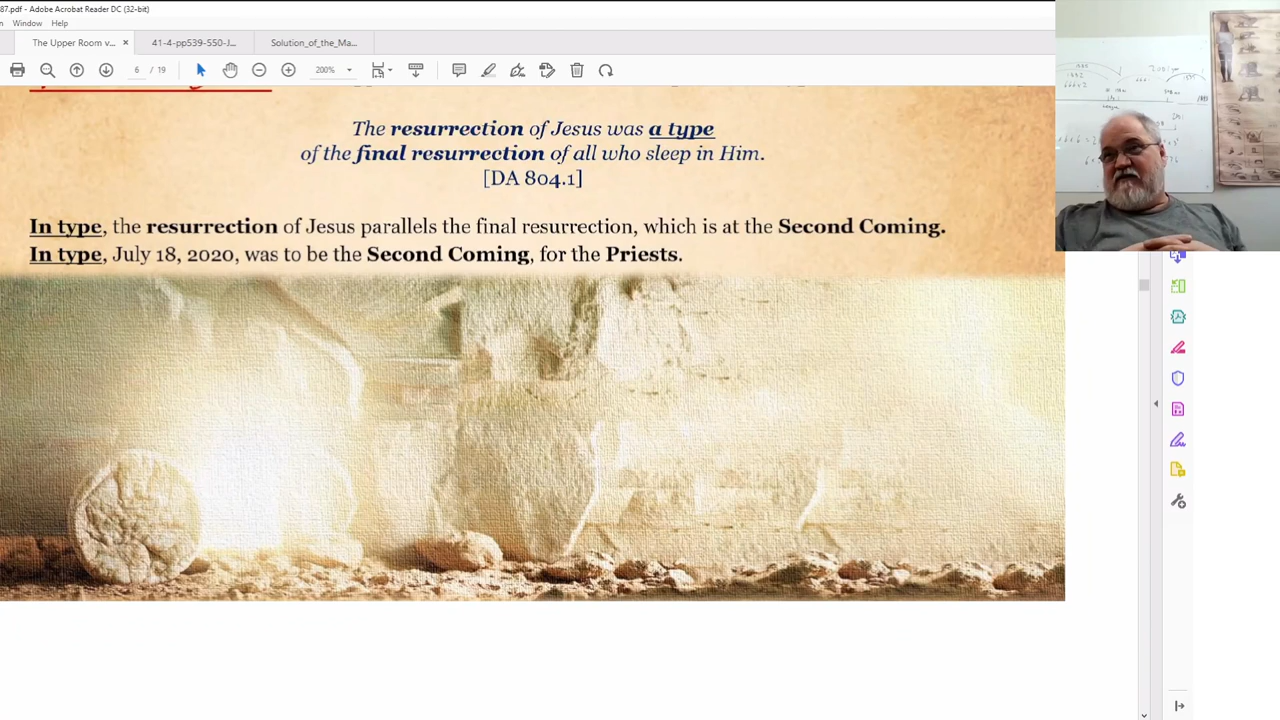 87.pdf - Adobe Acrobat Reader DC (32-bit)
Window Help
The Upper Room v... × 41-4-pp539-550-J... Solution_of_the_Ma...
6 / 19 200%
The resurrection of Jesus was a type
of the final resurrection of all who sleep in Him.
[DA 804.1]
In type, the resurrection of Jesus parallels the final resurrection, which is at the Second Coming.
In type, July 18, 2020, was to be the Second Coming, for the Priests.